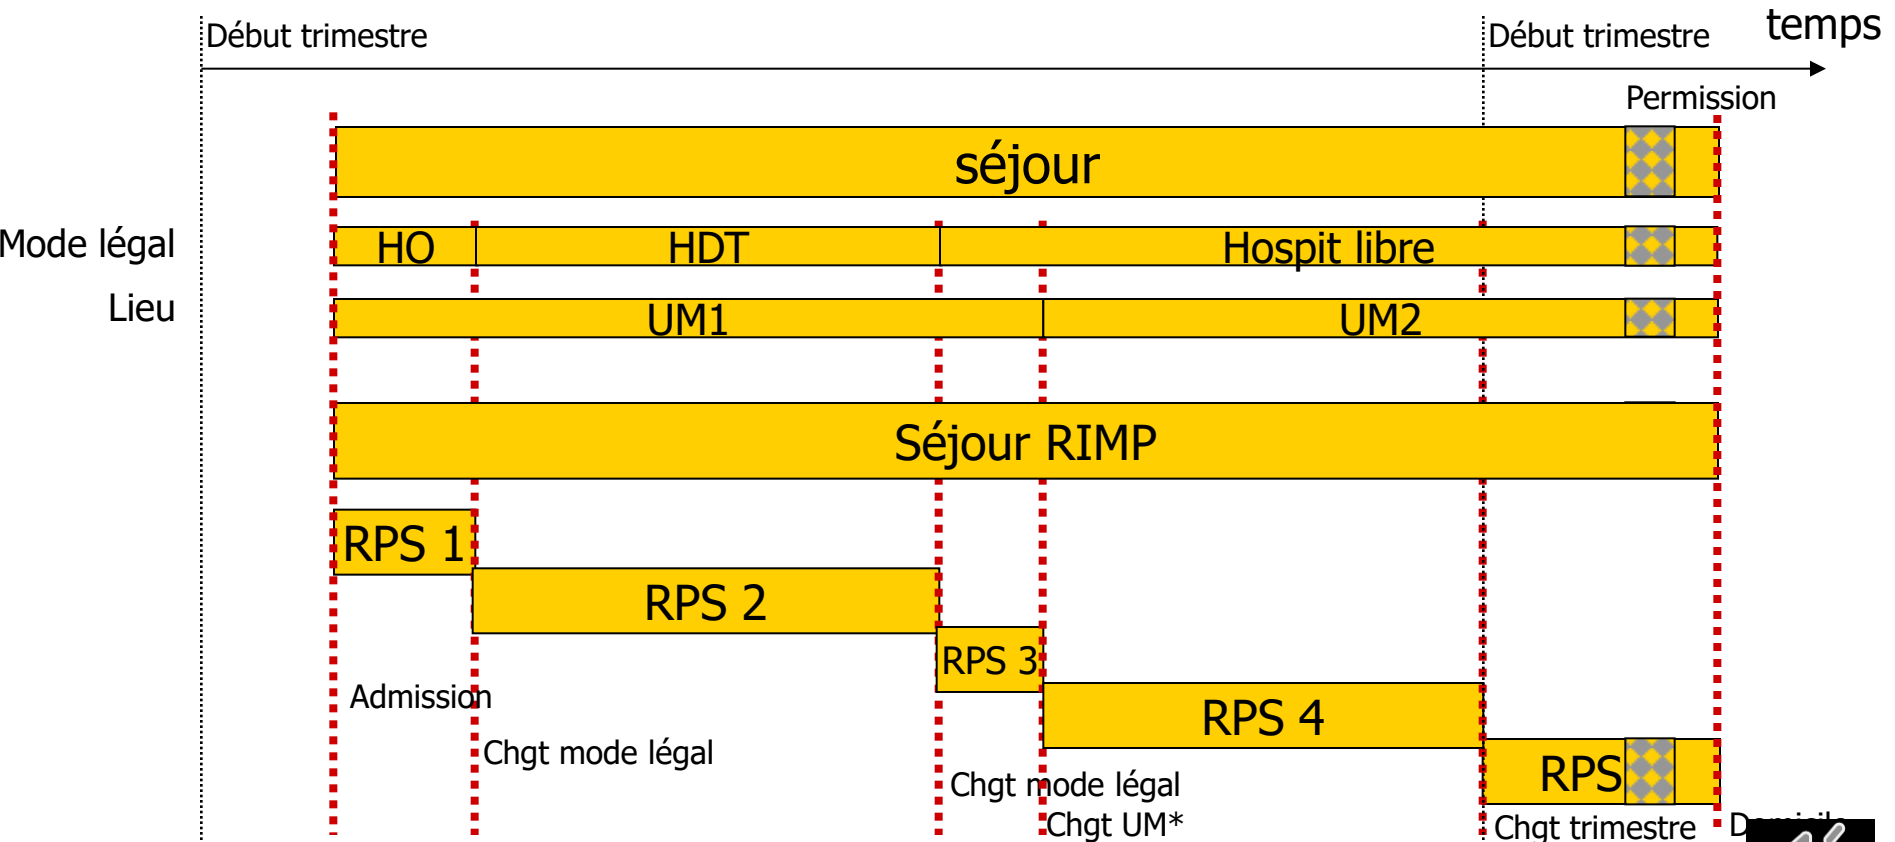 temps
Début trimestre
Début trimestre
Permission
séjour
Mode légal
HO
HDT
Hospit libre
Lieu
UM1
UM2
Séjour RIMP
RPS 1
RPS 2
RPS 3
Admission
RPS 4
Chgt mode légal
RPS
Chgt mode légal
Chgt UM*
Chgt trimestre